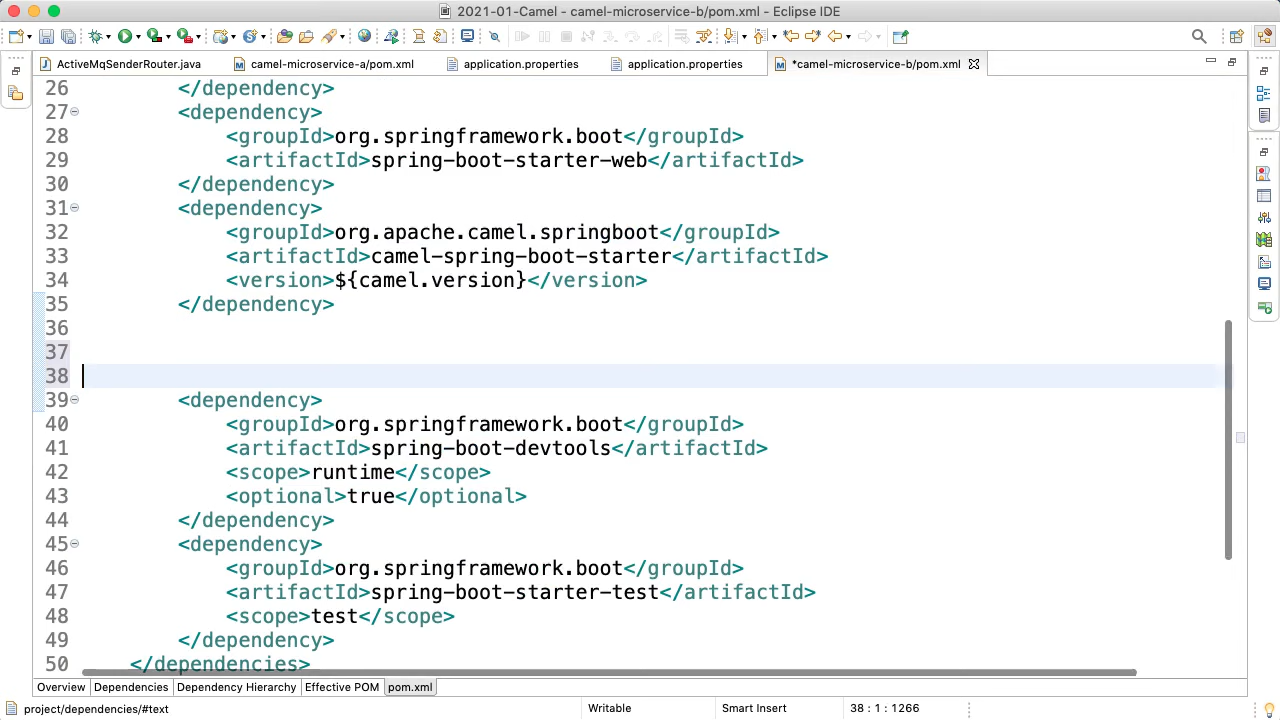 2021-01-Camel - camel-microservice-b/pom.xml - Eclipse IDE
ActiveMqSenderRouter.java
camel-microservice-a/pom.xml
application.properties
application.properties
*camel-microservice-b/pom.xml
26 </dependency>
27 <dependency>
28 <groupId>org.springframework.boot</groupId>
29 <artifactId>spring-boot-starter-web</artifactId>
30 </dependency>
31 <dependency>
32 <groupId>org.apache.camel.springboot</groupId>
33 <artifactId>camel-spring-boot-starter</artifactId>
34 <version>${camel.version}</version>
35 </dependency>
36
37
38
39 <dependency>
40 <groupId>org.springframework.boot</groupId>
41 <artifactId>spring-boot-devtools</artifactId>
42 <scope>runtime</scope>
43 <optional>true</optional>
44 </dependency>
45 <dependency>
46 <groupId>org.springframework.boot</groupId>
47 <artifactId>spring-boot-starter-test</artifactId>
48 <scope>test</scope>
49 </dependency>
50 </dependencies>
Overview
Dependencies
Dependency Hierarchy
Effective POM
pom.xml
project/dependencies/#text
Writable
Smart Insert
38 : 1 : 1266